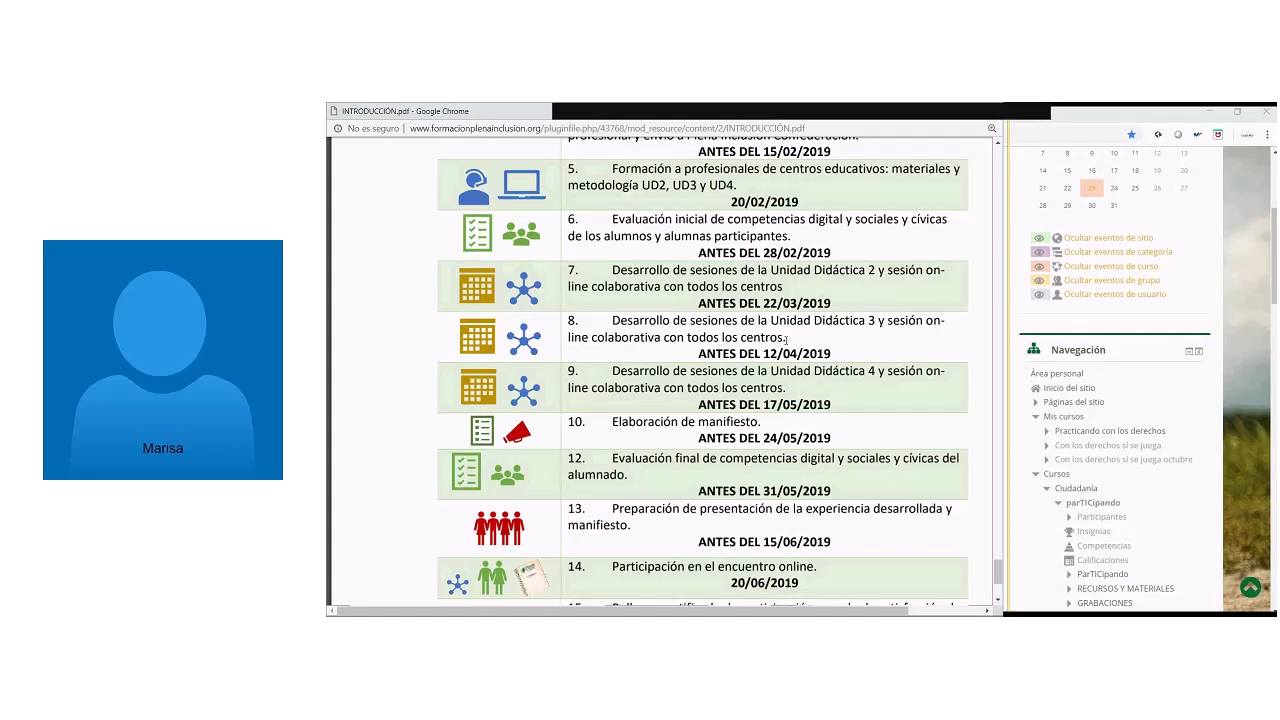 Marisa
INTRODUCCIÓN.pdf - Google Chrome
No es seguro | www.formacionplenainclusion.org/pluginfile.php/43768/mod_resource/content/2/INTRODUCCIÓN.pdf
profesional y envío a Plena Inclusión Confederación.
ANTES DEL 15/02/2019
5. Formación a profesionales de centros educativos: materiales y
metodología UD2, UD3 y UD4.
20/02/2019
6. Evaluación inicial de competencias digital y sociales y cívicas
de los alumnos y alumnas participantes.
ANTES DEL 28/02/2019
7. Desarrollo de sesiones de la Unidad Didáctica 2 y sesión on-
line colaborativa con todos los centros
ANTES DEL 22/03/2019
8. Desarrollo de sesiones de la Unidad Didáctica 3 y sesión on-
line colaborativa con todos los centros.
ANTES DEL 12/04/2019
9. Desarrollo de sesiones de la Unidad Didáctica 4 y sesión on-
line colaborativa con todos los centros.
ANTES DEL 17/05/2019
10. Elaboración de manifiesto.
ANTES DEL 24/05/2019
12. Evaluación final de competencias digital y sociales y cívicas del
alumnado.
ANTES DEL 31/05/2019
13. Preparación de presentación de la experiencia desarrollada y
manifiesto.
ANTES DEL 15/06/2019
14. Participación en el encuentro online.
20/06/2019
7 8 9 10 11 12 13
14 15 16 17 18 19 20
21 22 23 24 25 26 27
28 29 30 31
Ocultar eventos de sitio
Ocultar eventos de categoría
Ocultar eventos de curso
Ocultar eventos de grupo
Ocultar eventos de usuario
Navegación
Área personal
Inicio del sitio
Páginas del sitio
Mis cursos
Practicando con los derechos
Con los derechos sí se juega
Con los derechos sí se juega octubre
Cursos
Ciudadanía
parTICipando
Participantes
Insignias
Competencias
Calificaciones
ParTICipando
RECURSOS Y MATERIALES
GRABACIONES